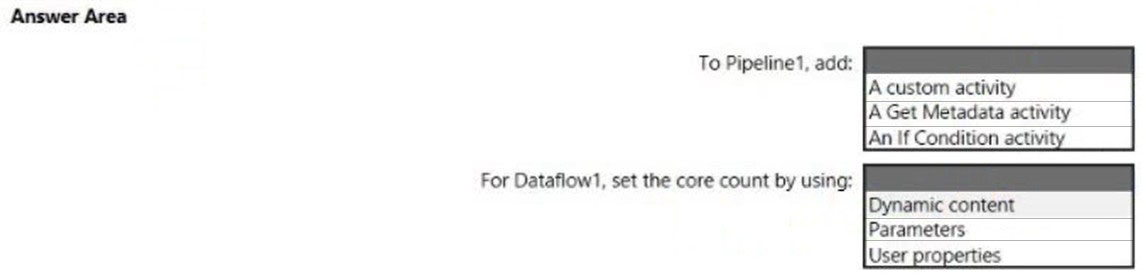 Answer Area
To Pipeline1, add:
A custom activity
A Get Metadata activity
An If Condition activity
For Dataflow1, set the core count by using:
Dynamic content
Parameters
User properties